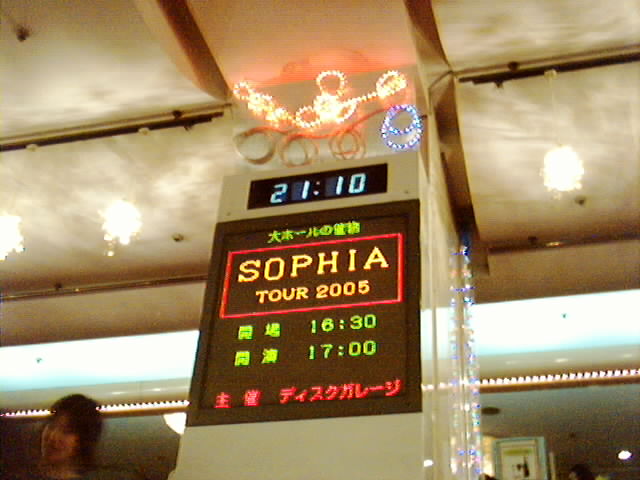 21:10
大ホールの催物
SOPHIA
TOUR 2005
開場 16:30
開演 17:00
主催 ディスクガレージ